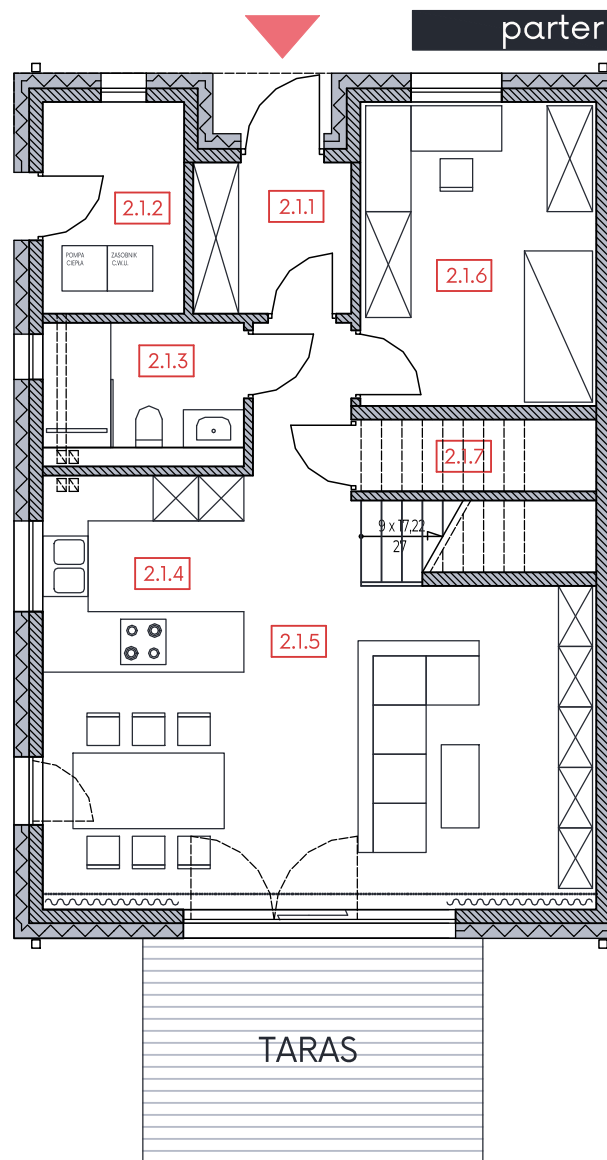 parter
2.1.2
2.1.1
POMPA
CIEPŁA
ZASOBNIK
C.W.U.
2.1.6
2.1.3
2.1.7
9 x 17,22
27
2.1.4
2.1.5
TARAS